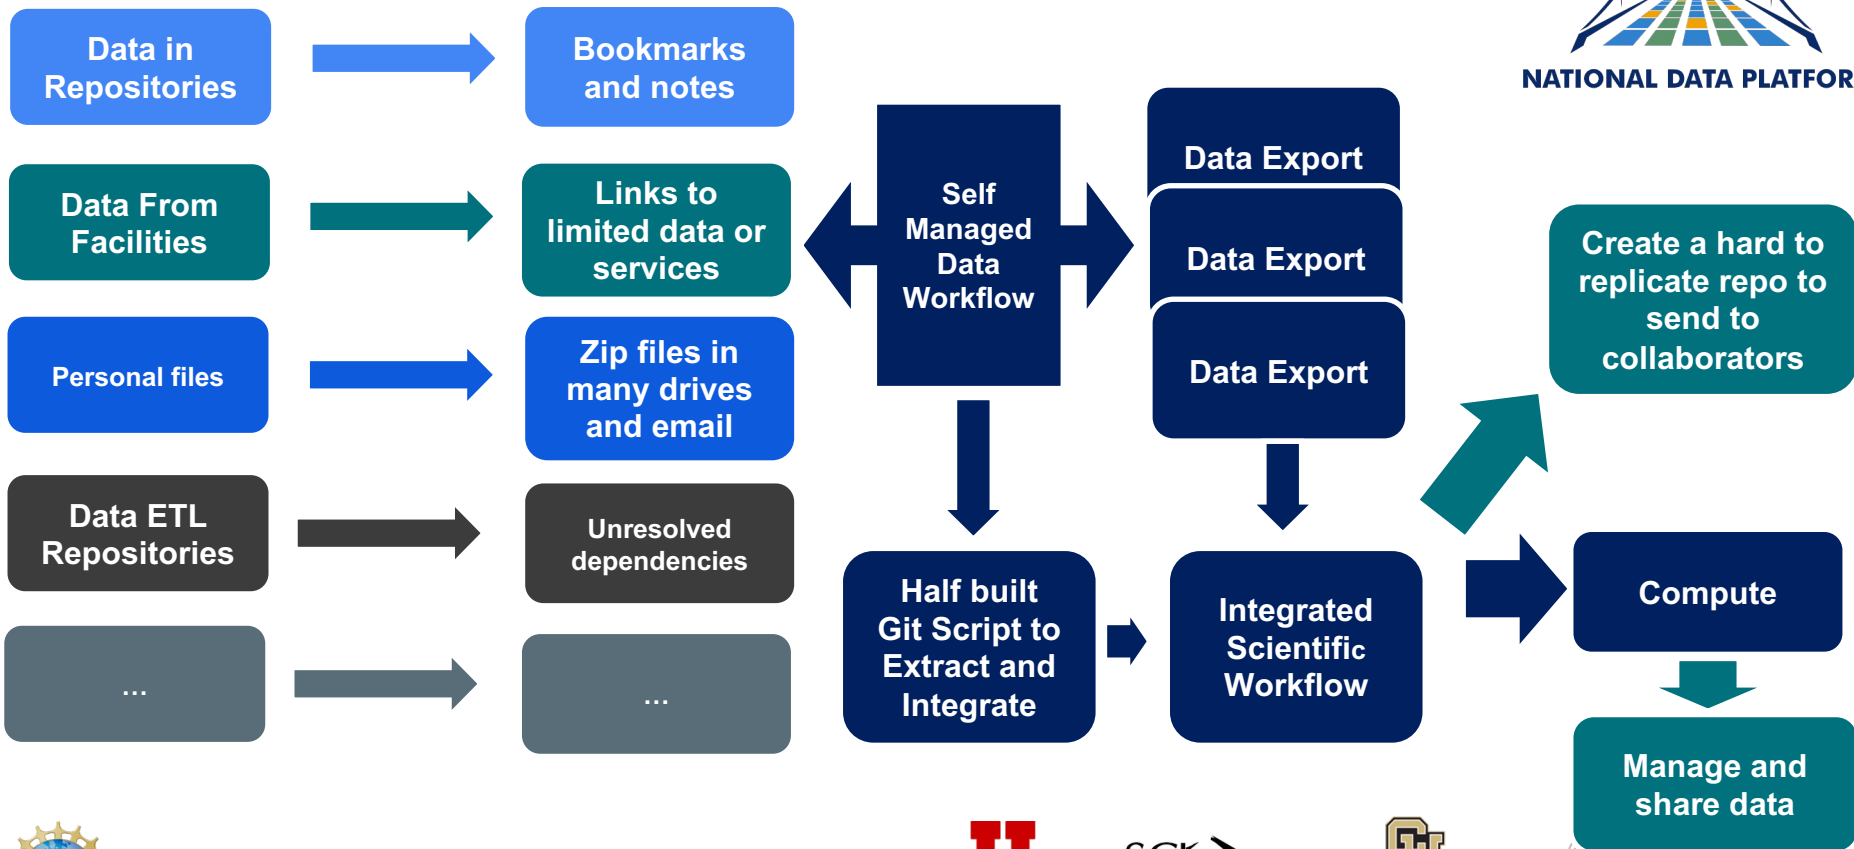 Data in
Repositories
Bookmarks
and notes
NATIONAL DATA PLATFOR
Data From
Facilities
Links to
limited data or
services
Self
Managed
Data
Workflow
Data Export
Data Export
Data Export
Create a hard to
replicate repo to
send to
collaborators
Personal files
Zip files in
many drives
and email
Data ETL
Repositories
Unresolved
dependencies
Half built
Git Script to
Extract and
Integrate
Integrated
Scientific
Workflow
Compute
...
...
Manage and
share data